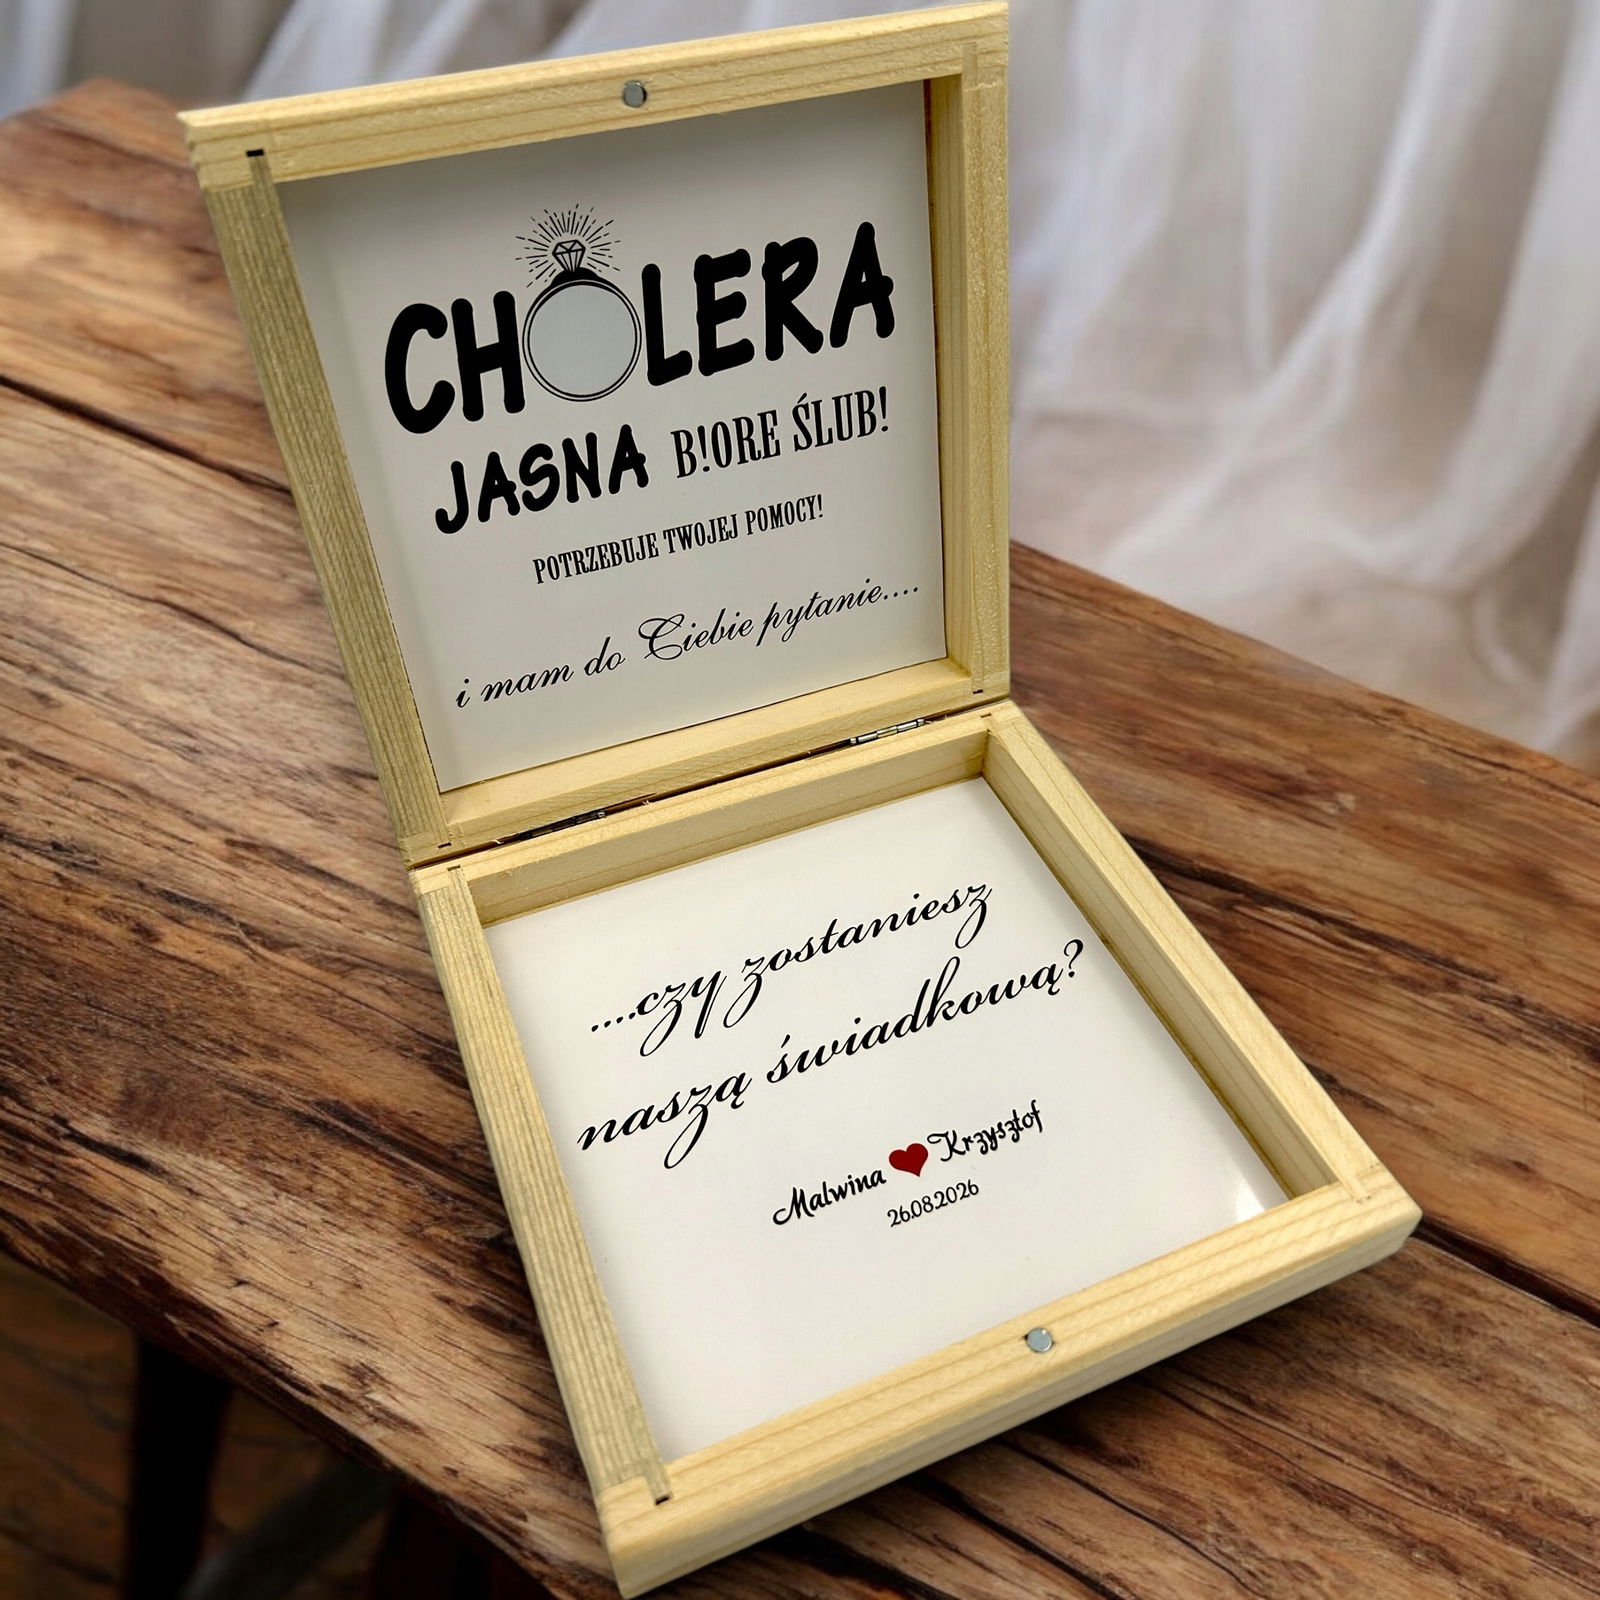 CHOLERA
JASNA B!ORE ŚLUB!
POTRZEBUJE TWOJEJ POMOCY!
i mam do Ciebie pytanie....
....czy zostaniesz
naszą świadkową?
Malwina ❤ Krzysztof
26.08.2026